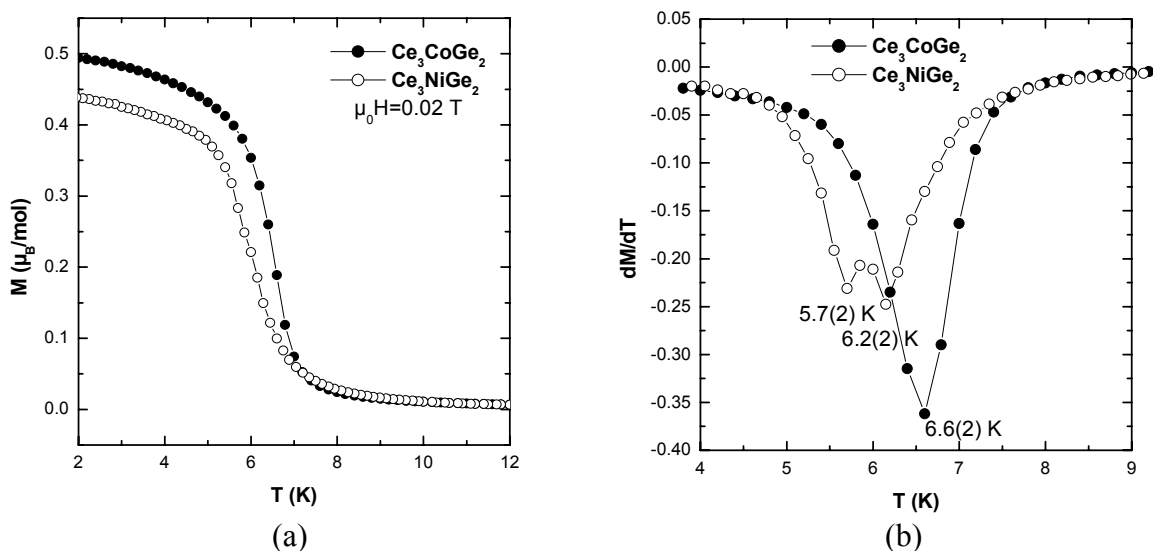 0.5
0.4
0.3
0.2
0.1
0.0
M (μ_B/mol)
Ce₃CoGe₂
Ce₃NiGe₂
μ₀H=0.02 T
2 4 6 8 10 12
T (K)
(a)
0.05
0.00
-0.05
-0.10
-0.15
-0.20
-0.25
-0.30
-0.35
-0.40
dM/dT
Ce₃CoGe₂
Ce₃NiGe₂
5.7(2) K
6.2(2) K
6.6(2) K
4 5 6 7 8 9
T (K)
(b)